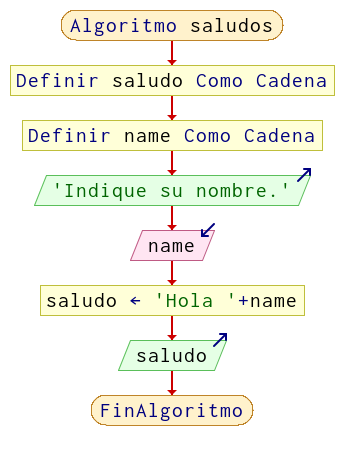 Algoritmo saludos
Definir saludo Como Cadena
Definir name Como Cadena
'Indique su nombre.'
name
saludo ← 'Hola '+name
saludo
FinAlgoritmo